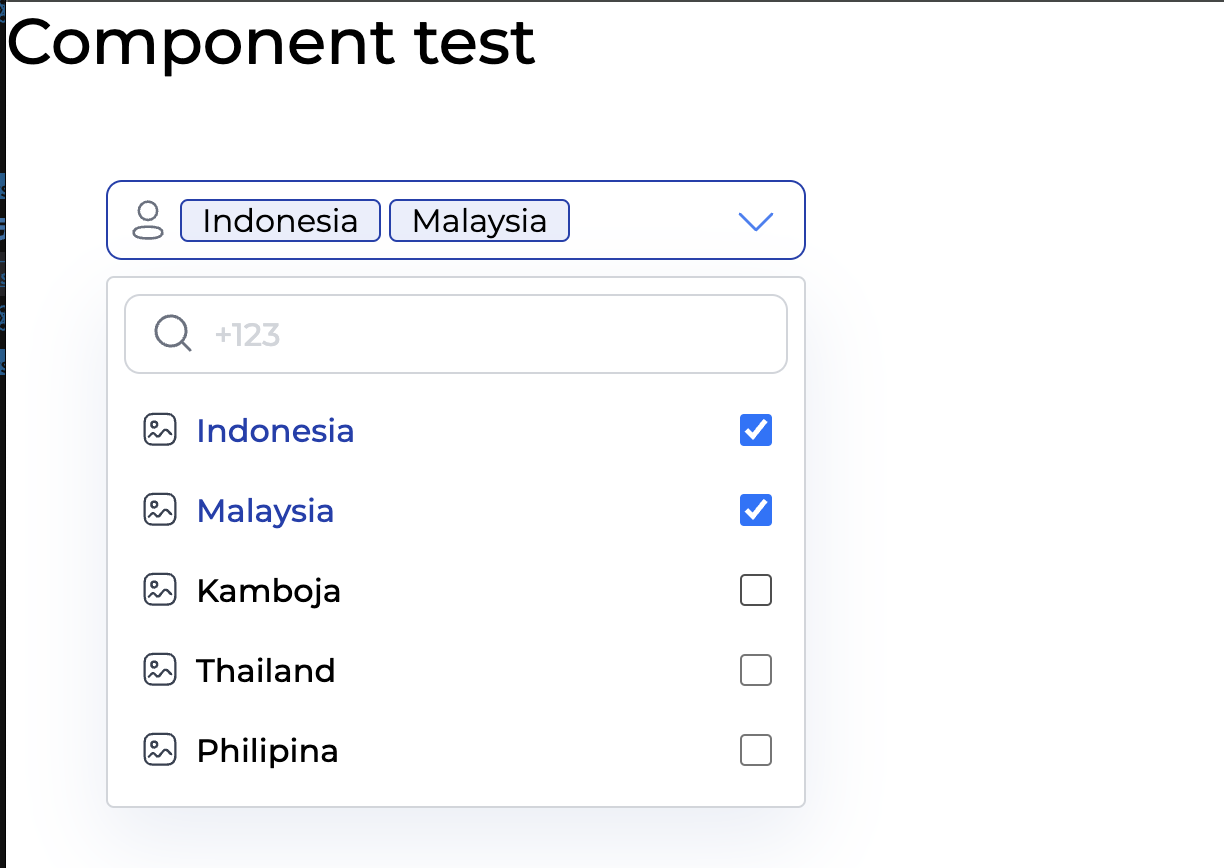 Component test
Indonesia Malaysia
+123
Indonesia
Malaysia
Kamboja
Thailand
Philipina